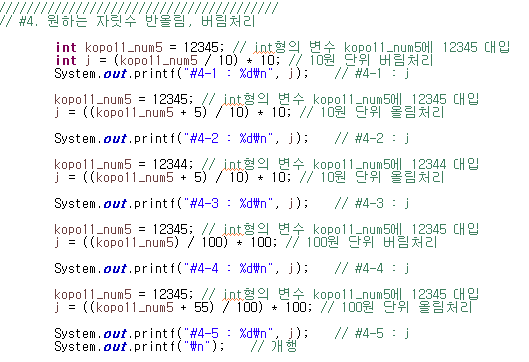 ////////////////////////////////////////
// #4. 원하는 자릿수 반올림, 버림처리
int kopo11_num5 = 12345; // int형의 변수 kopo11_num5에 12345 대입
int j = (kopo11_num5 / 10) * 10; // 10원 단위 버림처리
System.out.printf("#4-1 : %d\n", j);    // #4-1 : j
kopo11_num5 = 12345; // int형의 변수 kopo11_num5에 12345 대입
j = ((kopo11_num5 + 5) / 10) * 10; // 10원 단위 올림처리
System.out.printf("#4-2 : %d\n", j);    // #4-2 : j
kopo11_num5 = 12344; // int형의 변수 kopo11_num5에 12344 대입
j = ((kopo11_num5 + 5) / 10) * 10; // 10원 단위 올림처리
System.out.printf("#4-3 : %d\n", j);    // #4-3 : j
kopo11_num5 = 12345; // int형의 변수 kopo11_num5에 12345 대입
j = ((kopo11_num5) / 100) * 100; // 100원 단위 버림처리
System.out.printf("#4-4 : %d\n", j);    // #4-4 : j
kopo11_num5 = 12345; // int형의 변수 kopo11_num5에 12345 대입
j = ((kopo11_num5 + 55) / 100) * 100; // 100원 단위 올림처리
System.out.printf("#4-5 : %d\n", j);    // #4-5 : j
System.out.printf("\n");    // 개행